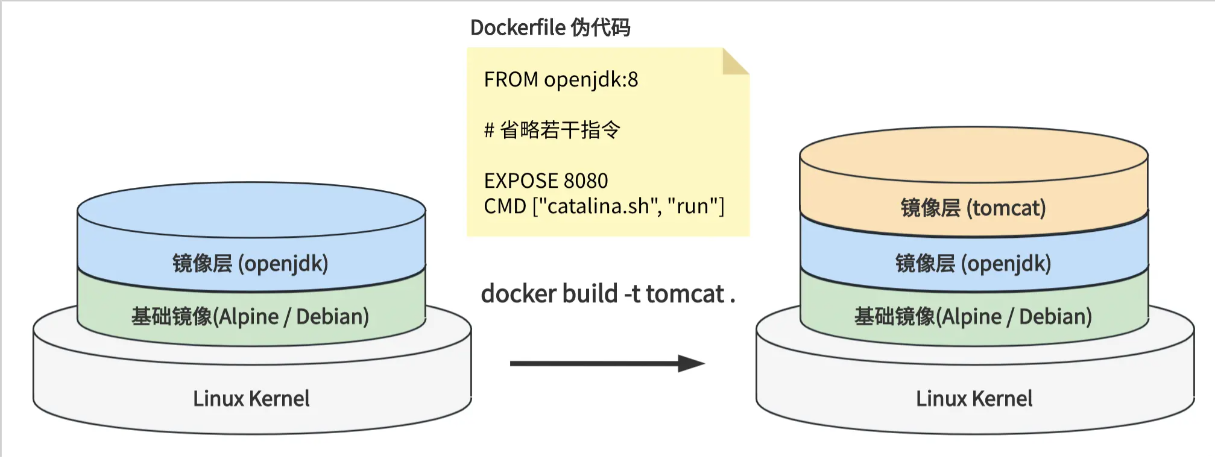 Dockerfile 伪代码
FROM openjdk:8
# 省略若干指令
EXPOSE 8080
CMD ["catalina.sh", "run"]
docker build -t tomcat .
镜像层 (openjdk)
基础镜像(Alpine / Debian)
Linux Kernel
镜像层 (tomcat)
镜像层 (openjdk)
基础镜像(Alpine / Debian)
Linux Kernel